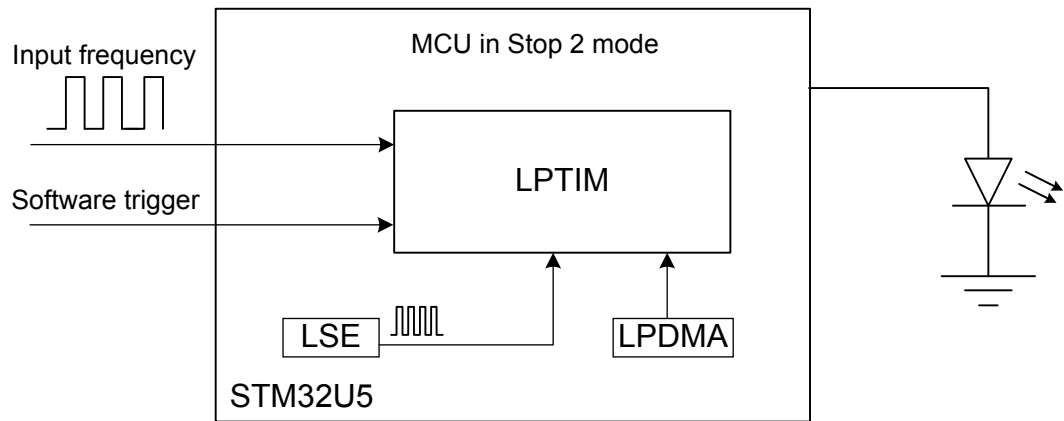 MCU in Stop 2 mode
Input frequency
LPTIM
Software trigger
LSE
LPDMA
STM32U5